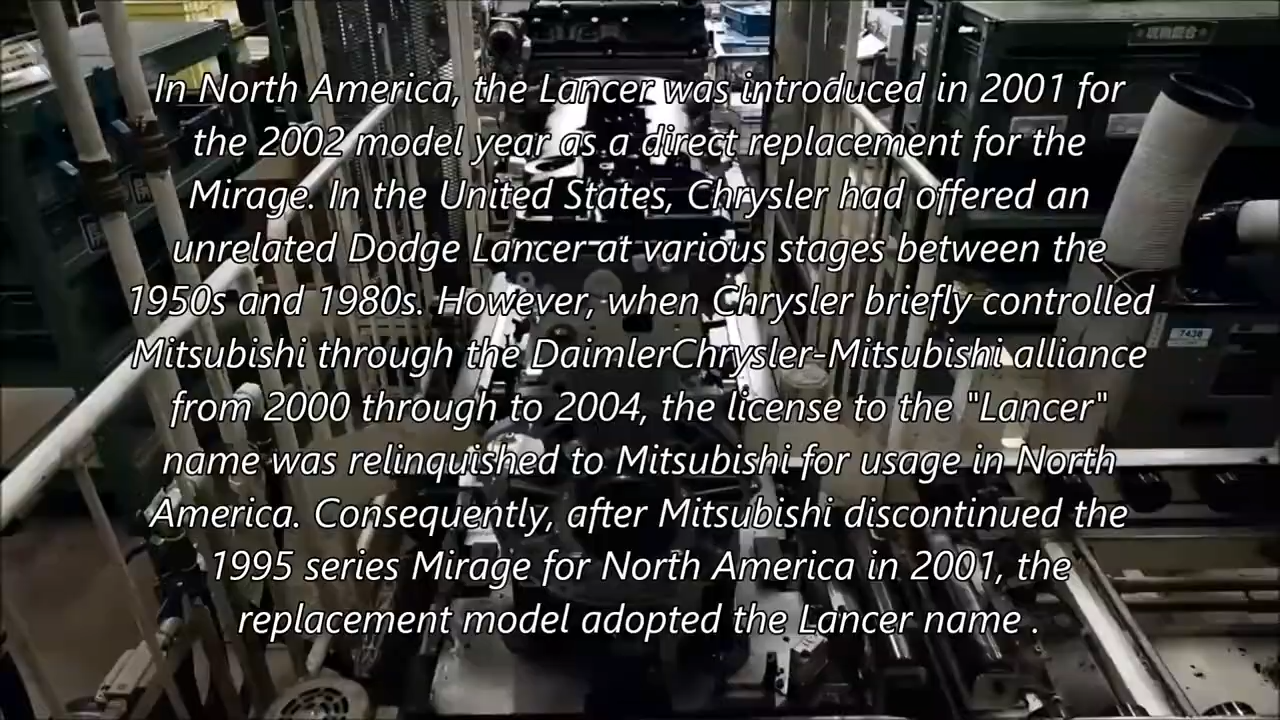 In North America, the Lancer was introduced in 2001 for
the 2002 model year as a direct replacement for the
Mirage. In the United States, Chrysler had offered an
unrelated Dodge Lancer at various stages between the
1950s and 1980s. However, when Chrysler briefly controlled
Mitsubishi through the DaimlerChrysler-Mitsubishi alliance
from 2000 through to 2004, the license to the "Lancer"
name was relinquished to Mitsubishi for usage in North
America. Consequently, after Mitsubishi discontinued the
1995 series Mirage for North America in 2001, the
replacement model adopted the Lancer name .
7438